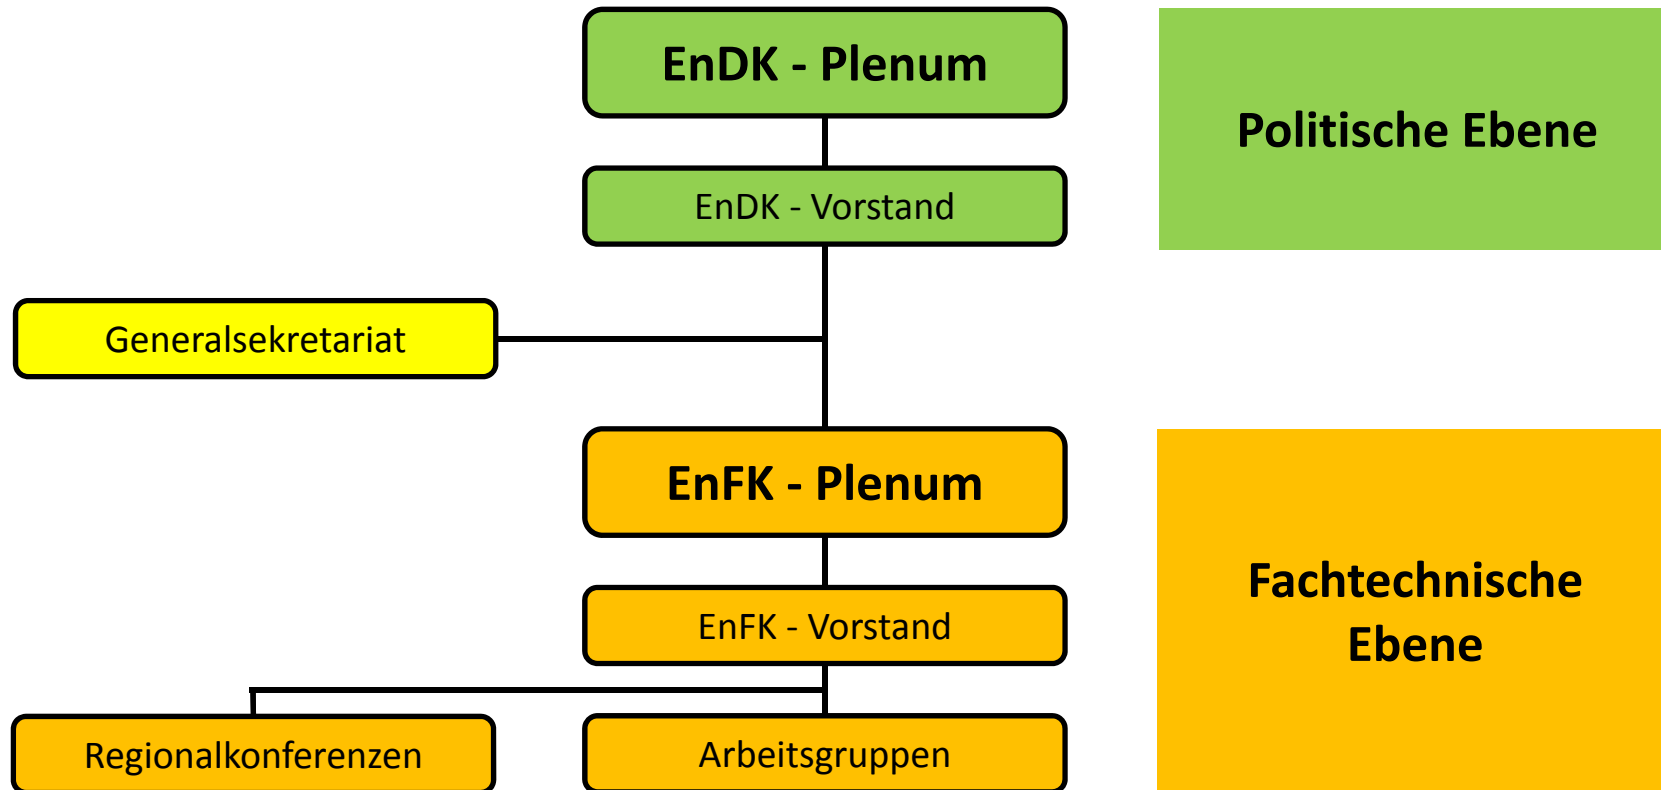 EnDK - Plenum
Politische Ebene
EnDK - Vorstand
Generalsekretariat
EnFK - Plenum
Fachtechnische
Ebene
EnFK - Vorstand
Regionalkonferenzen
Arbeitsgruppen